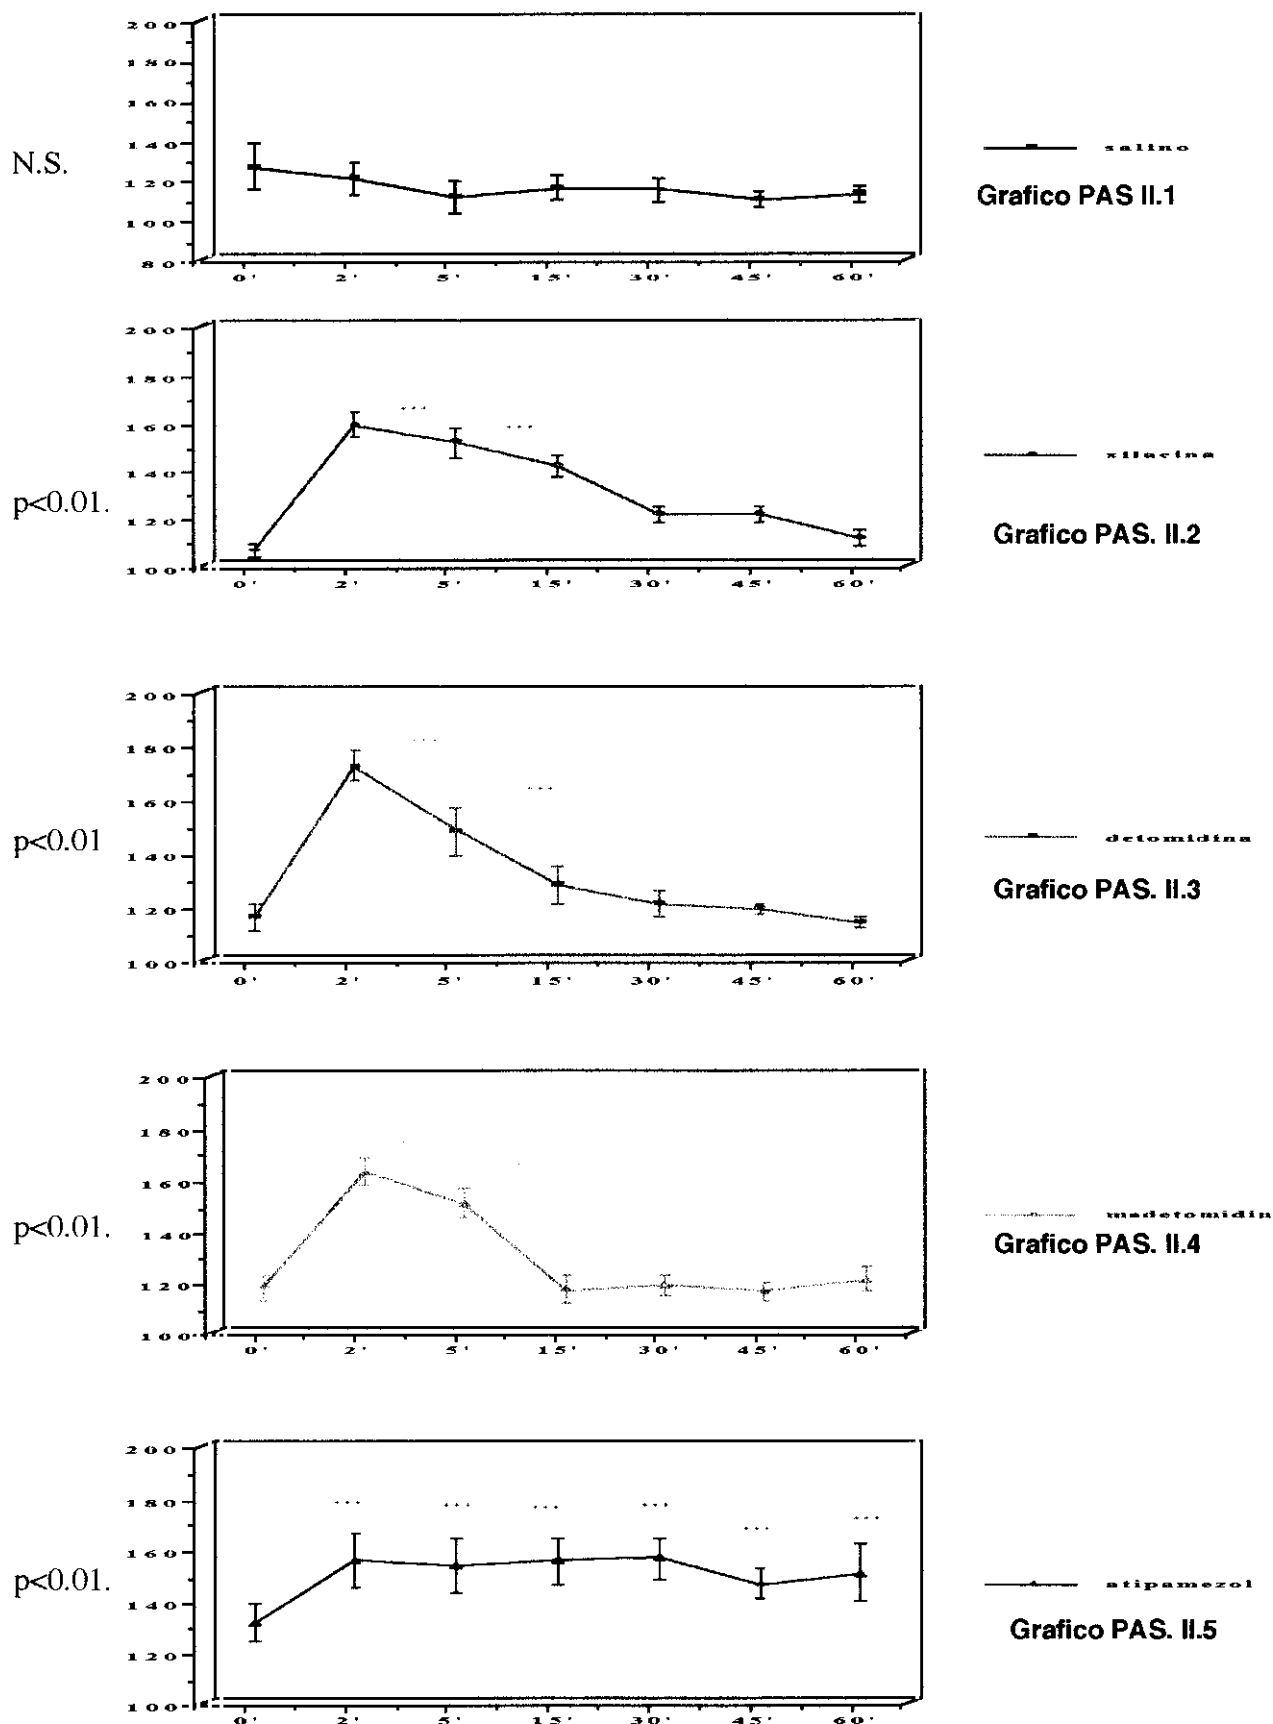 200
180
160
140
120
100
80
0' 2' 5' 15' 30' 45' 60'
N.S.
salino
Grafico PAS II.1
200
180
160
140
120
100
0' 2' 5' 15' 30' 45' 60'
p<0.01.
xilacina
Grafico PAS. II.2
200
180
160
140
120
100
0' 2' 5' 15' 30' 45' 60'
p<0.01
detomidina
Grafico PAS. II.3
200
180
160
140
120
100
0' 2' 5' 15' 30' 45' 60'
p<0.01.
medetomidin
Grafico PAS. II.4
200
180
160
140
120
100
0' 2' 5' 15' 30' 45' 60'
p<0.01.
atipamezol
Grafico PAS. II.5